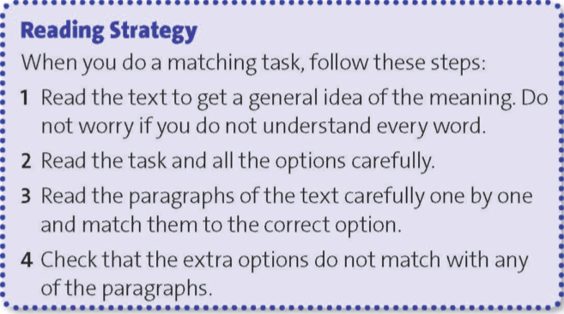 Reading Strategy
When you do a matching task, follow these steps:
1 Read the text to get a general idea of the meaning. Do
not worry if you do not understand every word.
2 Read the task and all the options carefully.
3 Read the paragraphs of the text carefully one by one
and match them to the correct option.
4 Check that the extra options do not match with any
of the paragraphs.